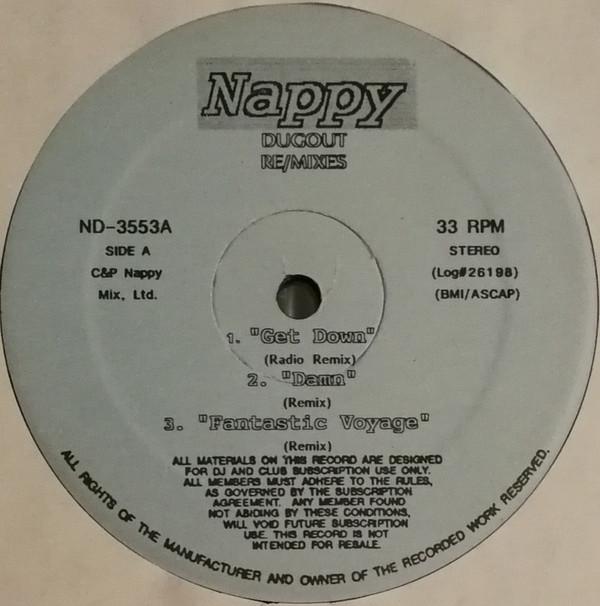 Nappy
DUGOUT
RE/MIXES
ND-3553A
SIDE A
C&P Nappy
Mix, Ltd.
33 RPM
STEREO
(Log#26198)
(BMI/ASCAP)
1. "Get Down"
(Radio Remix)
2. "Damn"
(Remix)
3. "Fantastic Voyage"
(Remix)
ALL MATERIALS ON THIS RECORD ARE DESIGNED
FOR DJ AND CLUB SUBSCRIPTION USE ONLY.
ALL MEMBERS MUST ADHERE TO THE RULES,
AS GOVERNED BY THE SUBSCRIPTION
AGREEMENT. ANY MEMBER FOUND
NOT ABIDING BY THESE CONDITIONS,
WILL VOID FUTURE SUBSCRIPTION
USE. THIS RECORD IS NOT
INTENDED FOR RESALE.
ALL RIGHTS OF THE MANUFACTURER AND OWNER OF THE RECORDED WORK RESERVED.